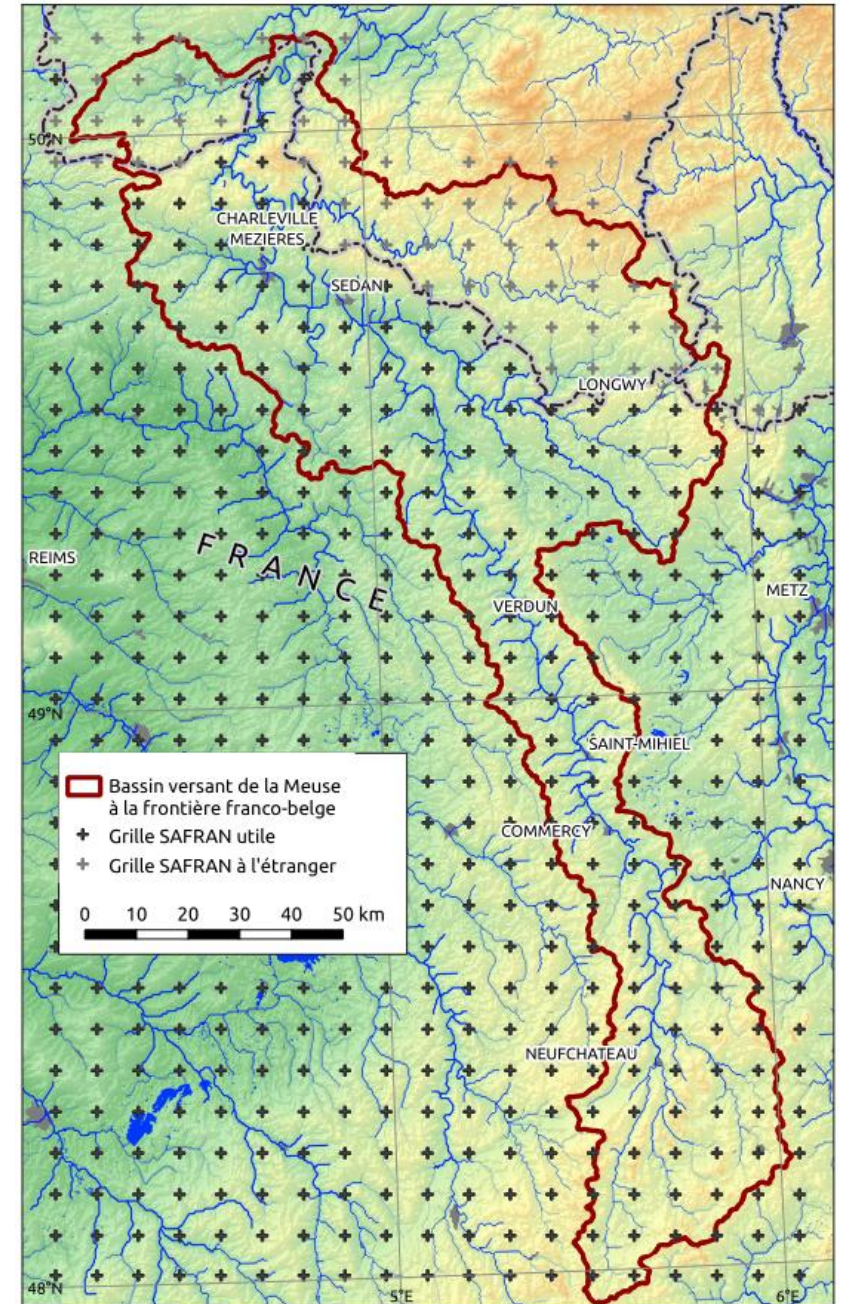 50°N
CHARLEVILLE
MEZIERES
SEDAN
LONGWY
FRANCE
REIMS
METZ
VERDUN
49°N
SAINT-MIHIEL
Bassin versant de la Meuse
à la frontière franco-belge
Grille SAFRAN utile
Grille SAFRAN à l'étranger
0 10 20 30 40 50 km
COMMERCY
NANCY
NEUFCHATEAU
48°N
5°E
6°E